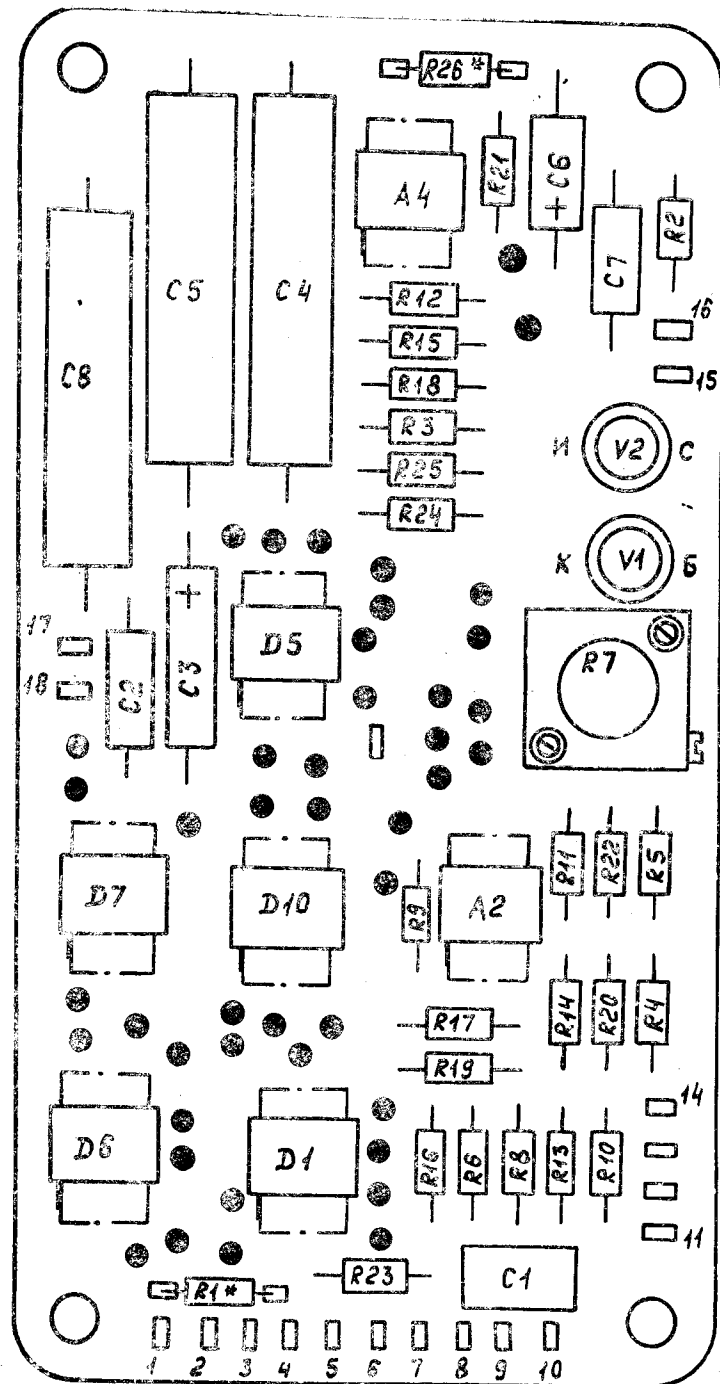 R26*
A4
R21
C6
+
C7
R2
C5
C4
C8
R12
R15
R18
R3
R25
R24
16
15
И V2 С
К V1 Б
17
18
C2
+
C3
D5
R7
D7
D10
R9
A2
R11
R22
R5
R14
R20
R4
R17
R19
D6
D1
R16
R6
R8
R13
R10
14
11
R1*
R23
C1
1 2 3 4 5 6 7 8 9 10